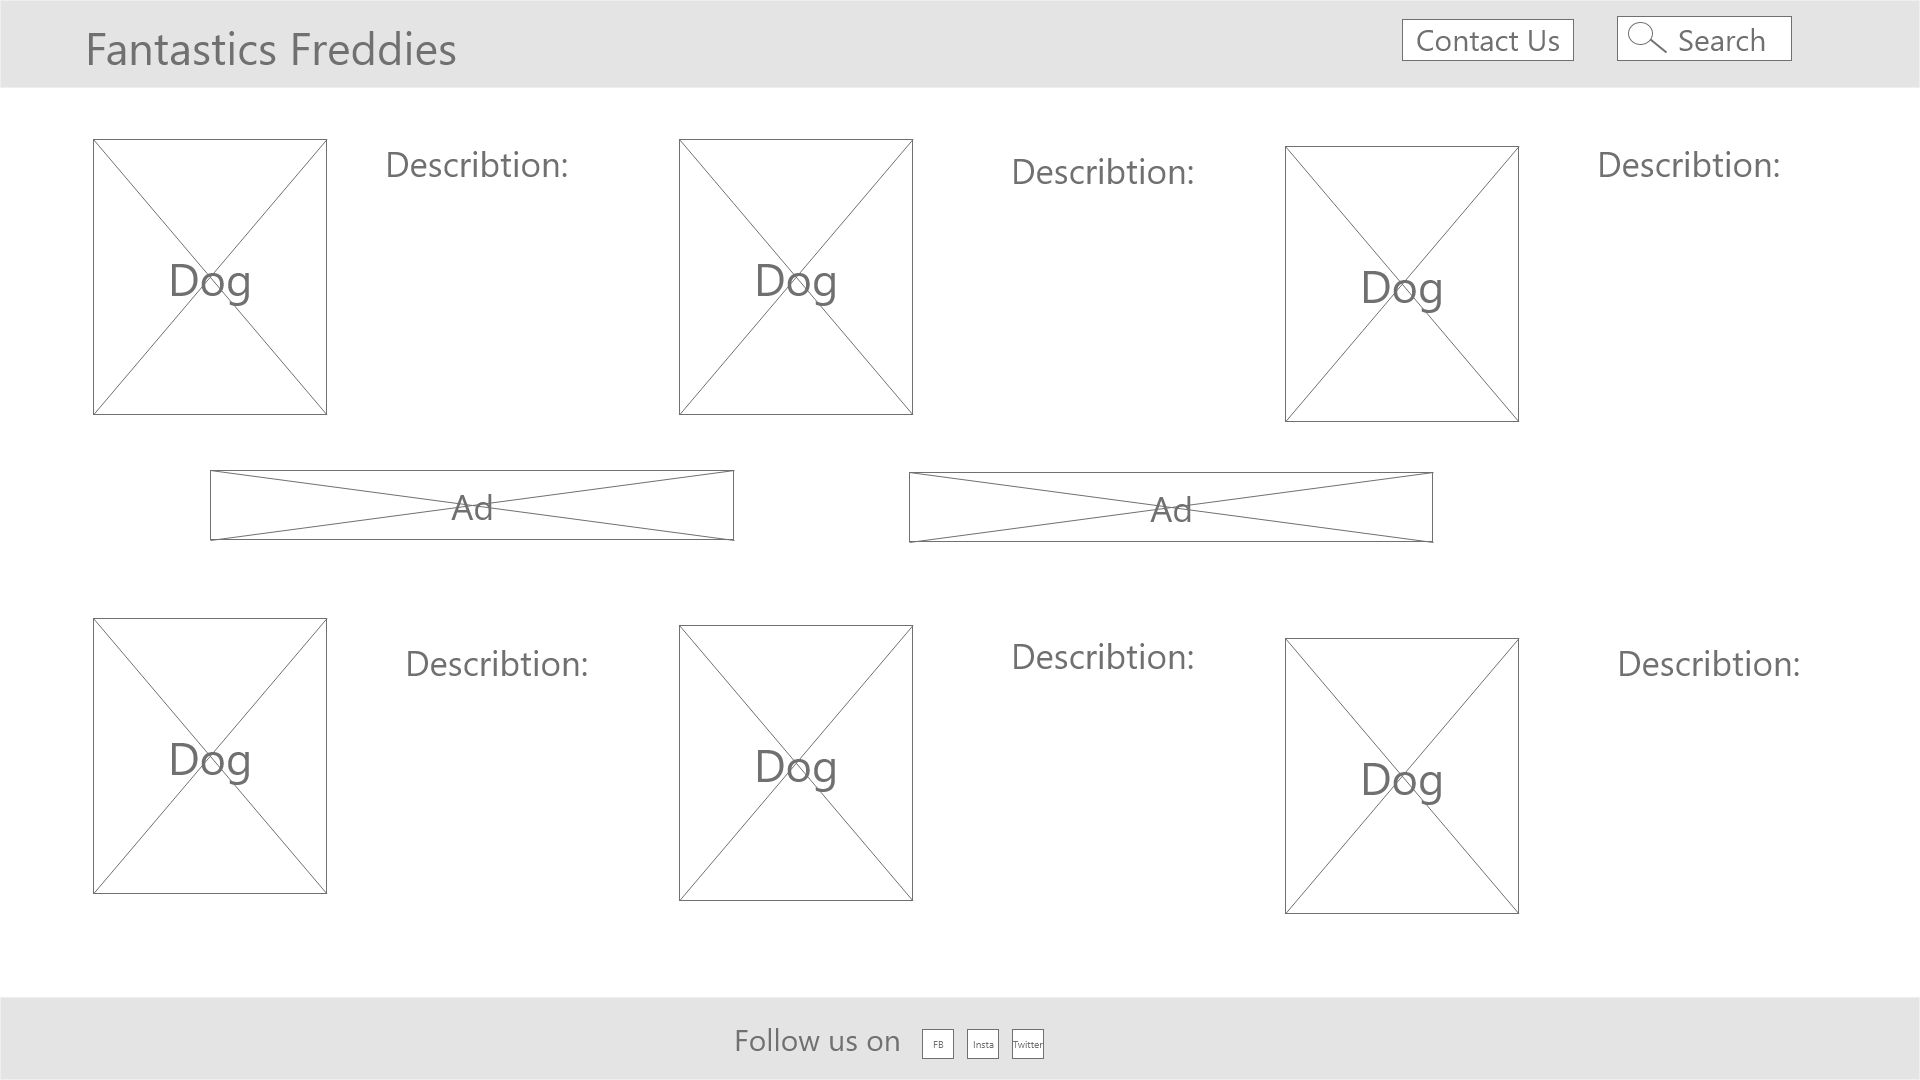 Fantastics Freddies
Contact Us
Search
Dog
Describtion:
Dog
Describtion:
Dog
Describtion:
Ad
Ad
Dog
Describtion:
Dog
Describtion:
Dog
Describtion:
Follow us on
FB
Insta
Twitter